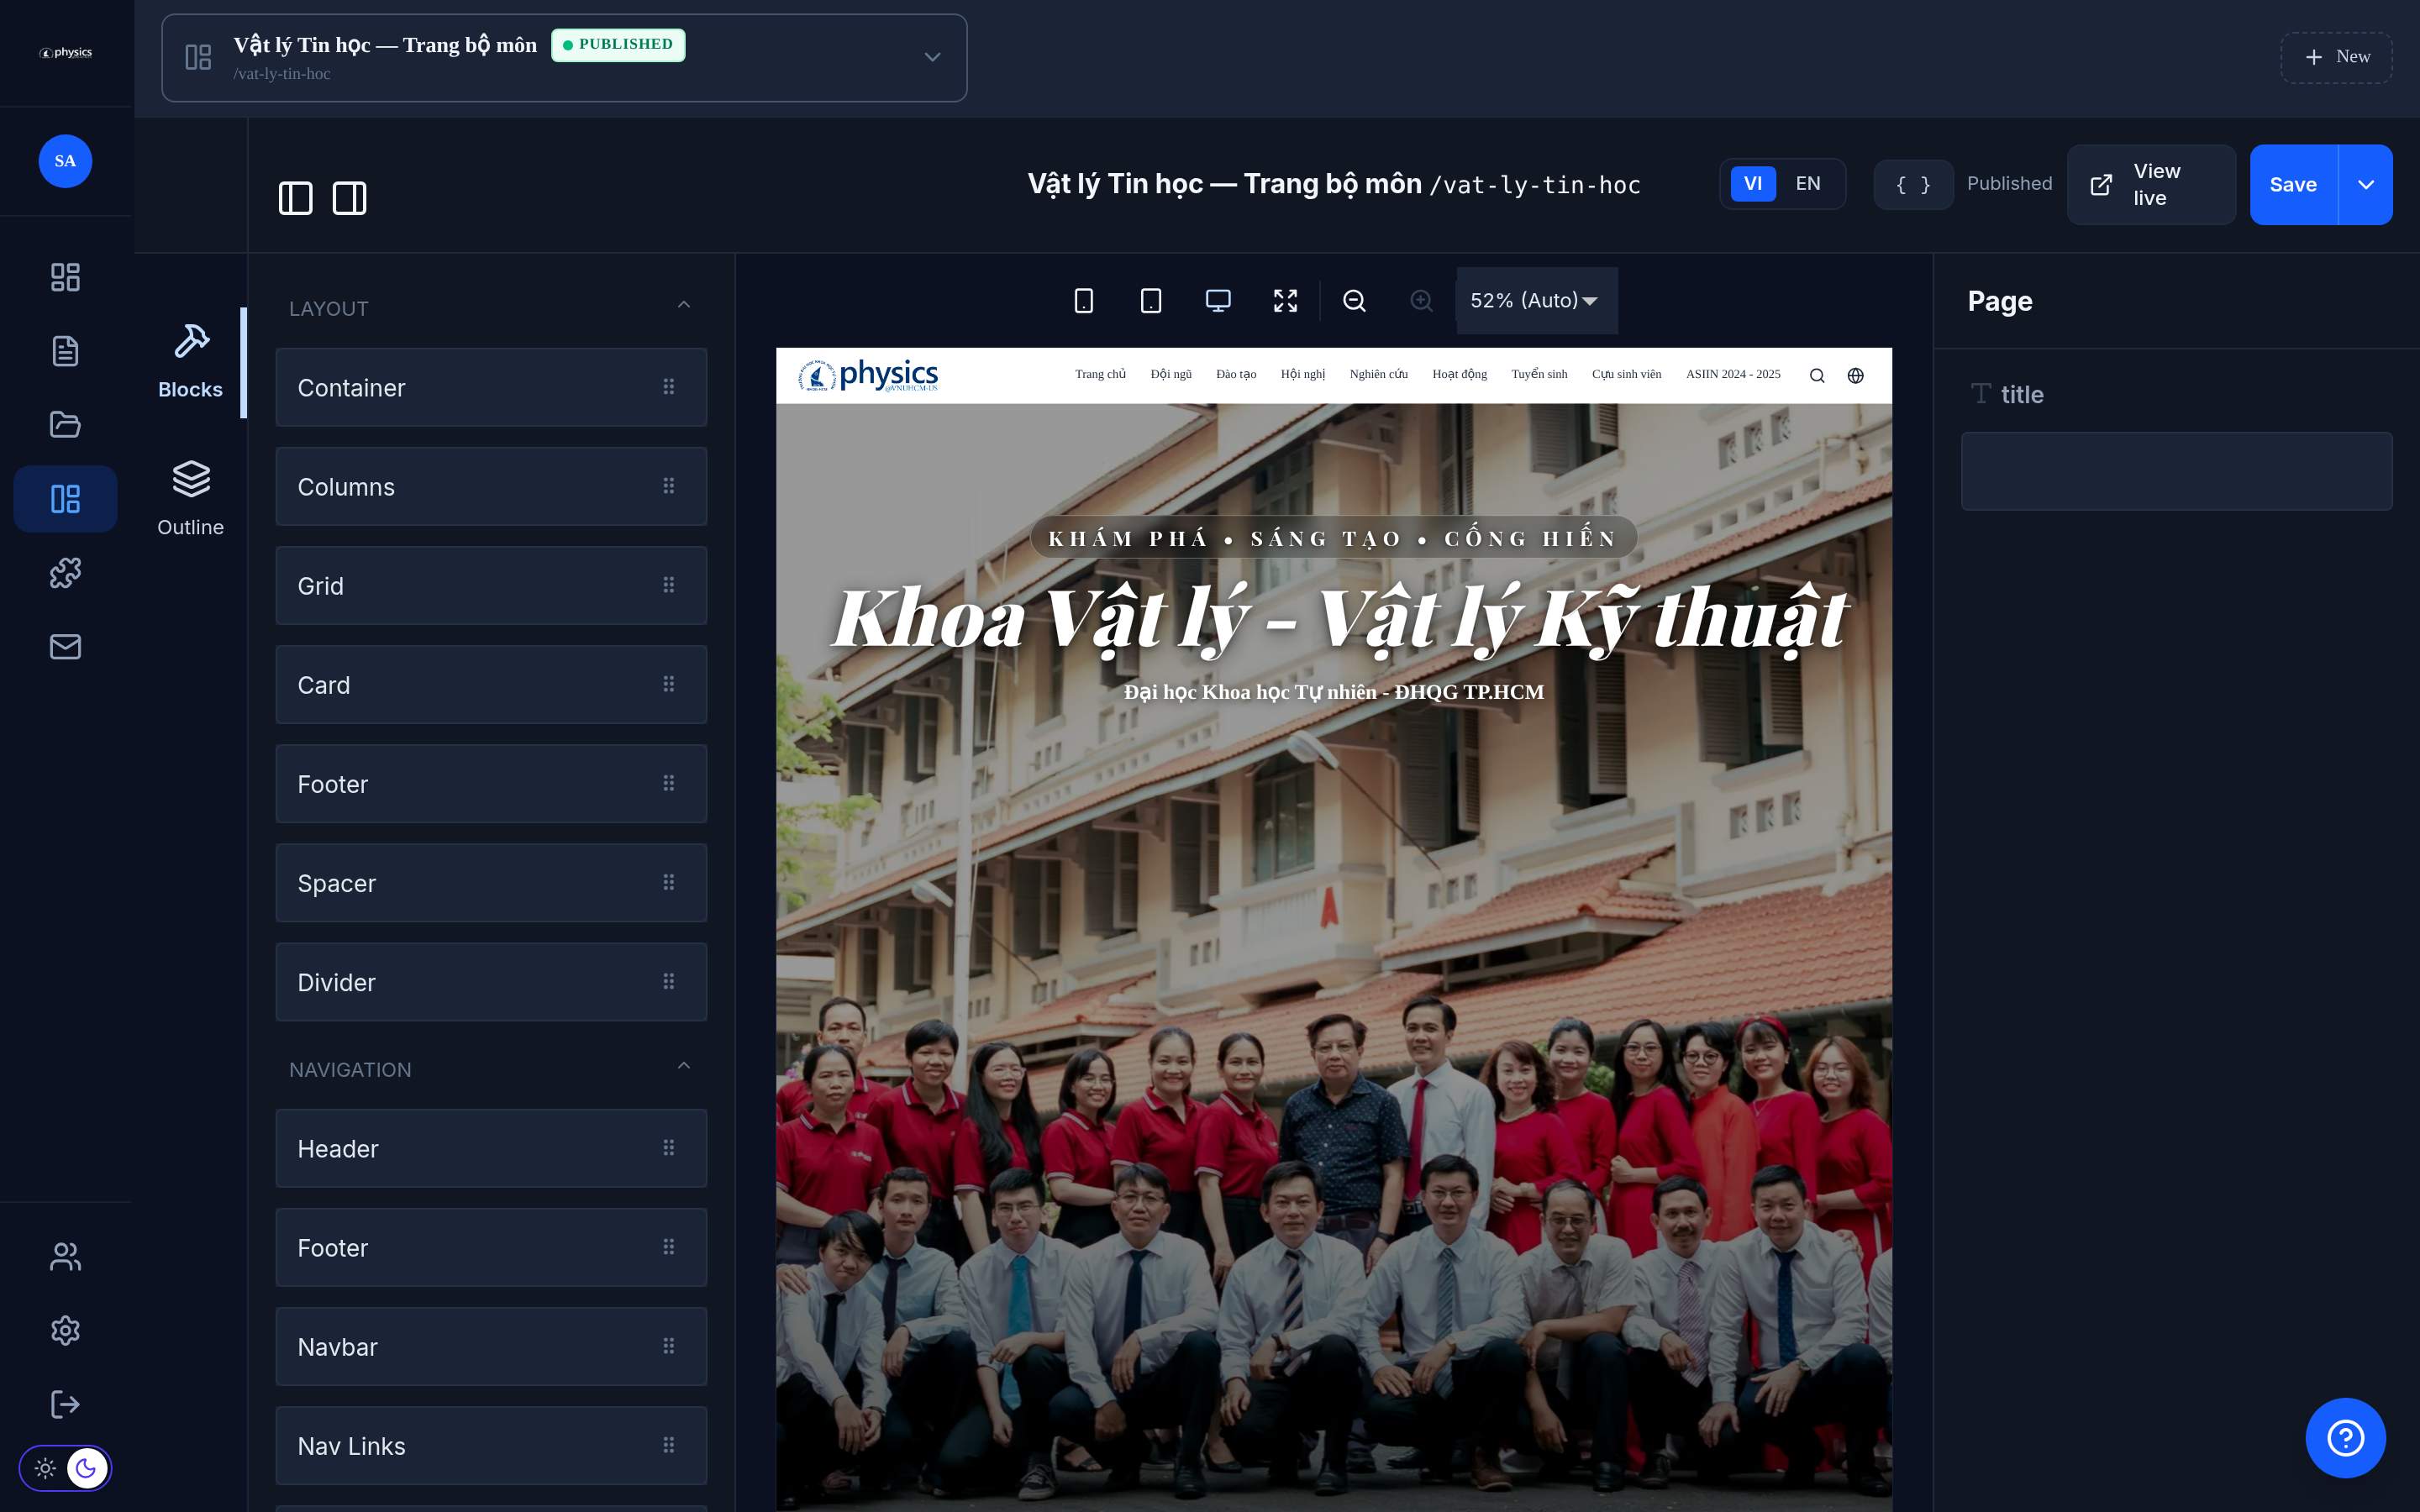 physics
Vật lý Tin học — Trang bộ môn
PUBLISHED
/vat-ly-tin-hoc
New
SA
Vật lý Tin học — Trang bộ môn /vat-ly-tin-hoc
VI
EN
{ }
Published
View live
Save
Blocks
Outline
LAYOUT
Container
Columns
Grid
Card
Footer
Spacer
Divider
NAVIGATION
Header
Footer
Navbar
Nav Links
52% (Auto)
physics
@VNUHCM-US
Trang chủ
Đội ngũ
Đào tạo
Hội nghị
Nghiên cứu
Hoạt động
Tuyển sinh
Cựu sinh viên
ASIIN 2024 - 2025
KHÁM PHÁ • SÁNG TẠO • CỐNG HIẾN
Khoa Vật lý - Vật lý Kỹ thuật
Đại học Khoa học Tự nhiên - ĐHQG TP.HCM
A
Page
title